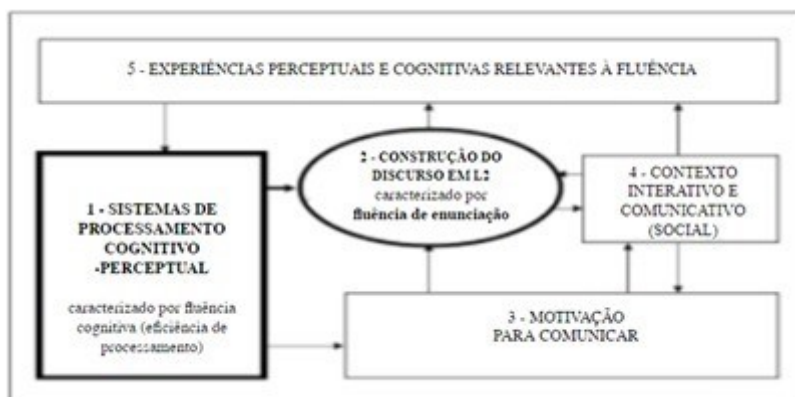 5 - EXPERIÊNCIAS PERCEPTUAIS E COGNITIVAS RELEVANTES À FLUÊNCIA
1 - SISTEMAS DE
PROCESSAMENTO
COGNITIVO
-PERCEPTUAL
caracterizado por fluência
cognitiva (eficiência de
processamento)
2 - CONSTRUÇÃO DO
DISCURSO EM L2
caracterizado por
fluência de enunciação
4 - CONTEXTO
INTERATIVO E
COMUNICATIVO
(SOCIAL)
3 - MOTIVAÇÃO
PARA COMUNICAR